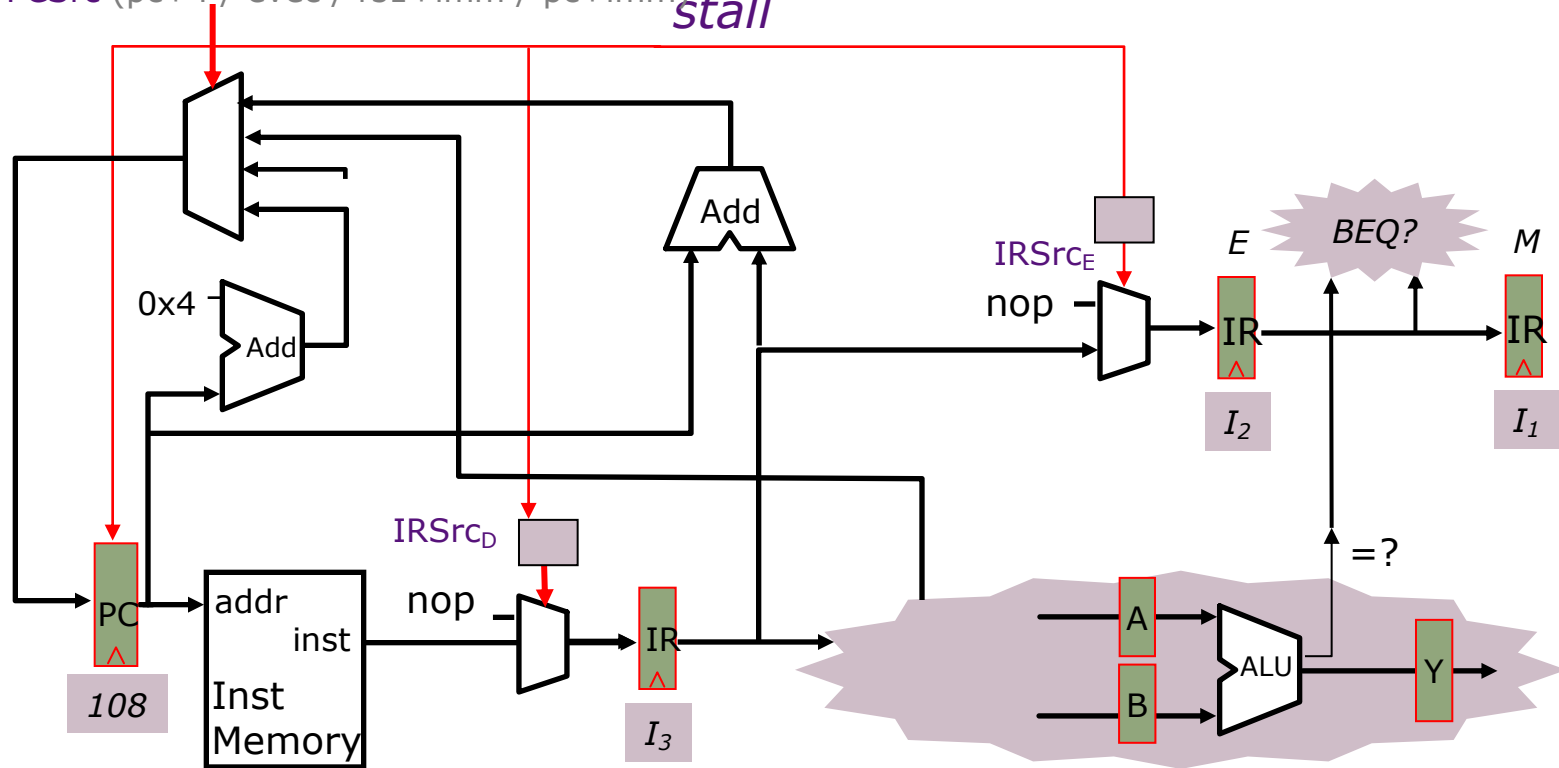 stall
0x4
Add
Add
IRSrcE
nop
E
BEQ?
M
IR
IR
I2
I1
IRSrcD
nop
=?
PC
addr
inst
Inst
Memory
IR
A
B
ALU
Y
108
I3